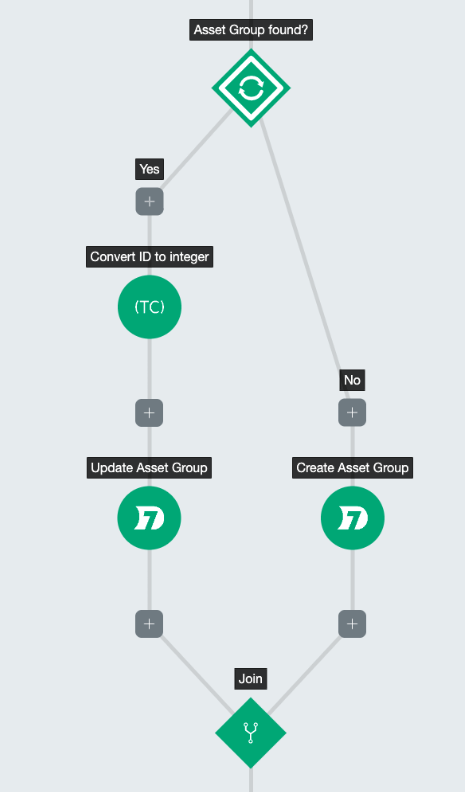 Asset Group found?
Yes
Convert ID to integer
(TC)
No
Update Asset Group
Create Asset Group
Join